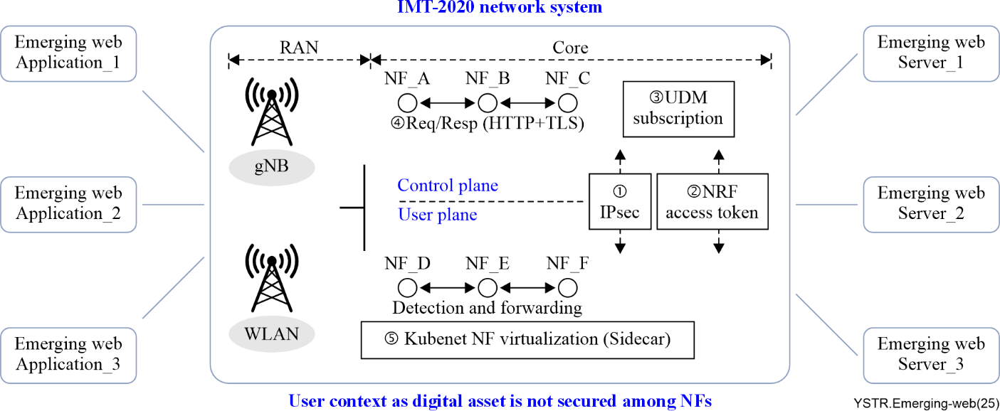 IMT-2020 network system
Emerging web
Application_1
Emerging web
Application_2
Emerging web
Application_3
RAN
Core
gNB
WLAN
NF_A
NF_B
NF_C
④Req/Resp (HTTP+TLS)
③UDM
subscription
Control plane
User plane
①
IPsec
②NRF
access token
NF_D
NF_E
NF_F
Detection and forwarding
⑤ Kubenet NF virtualization (Sidecar)
Emerging web
Server_1
Emerging web
Server_2
Emerging web
Server_3
User context as digital asset is not secured among NFs
YSTR.Emerging-web(25)